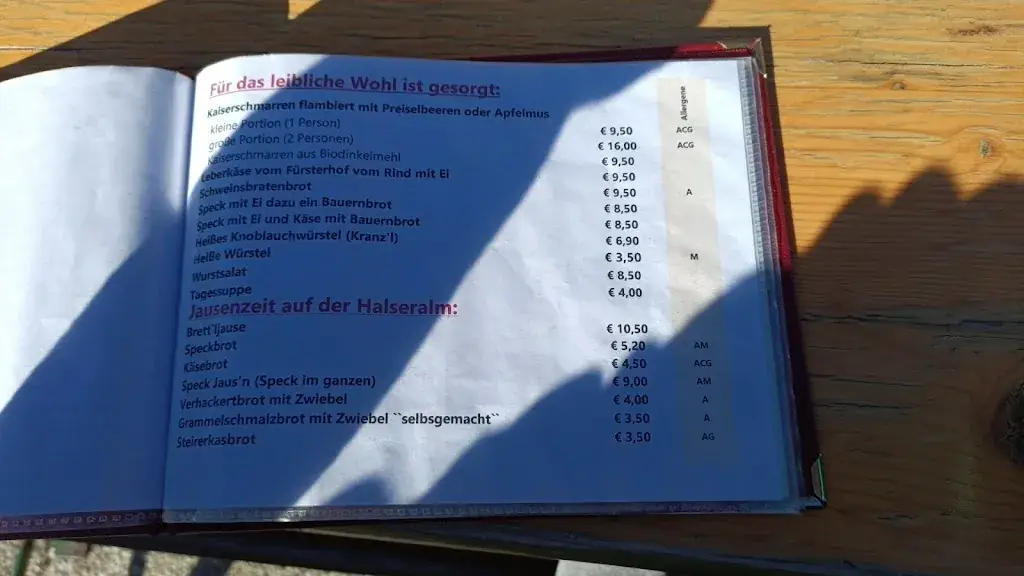 Für das leibliche Wohl ist gesorgt:
Allergene
Kaiserschmarren flambiert mit Preiselbeeren oder Apfelmus
kleine Portion (1 Person) € 9,50 ACG
große Portion (2 Personen) € 16,00 ACG
Kaiserschmarren aus Biodinkelmehl € 9,50
Leberkäse vom Fürsterhof vom Rind mit Ei € 9,50
Schweinsbratenbrot € 9,50 A
Speck mit Ei dazu ein Bauernbrot € 8,50
Speck mit Ei und Käse mit Bauernbrot € 8,50
Heißes Knoblauchwürstel (Kranz'l) € 6,90
Heiße Würstel € 3,50 M
Wurstsalat € 8,50
Tagessuppe € 4,00
Jausenzeit auf der Halseralm:
Brett`ljause € 10,50
Speckbrot € 5,20 AM
Käsebrot € 4,50 ACG
Speck Jaus'n (Speck im ganzen) € 9,00 AM
Verhackertbrot mit Zwiebel € 4,00 A
Grammelschmalzbrot mit Zwiebel ``selbsgemacht`` € 3,50 A
Steirerkasbrot € 3,50 AG